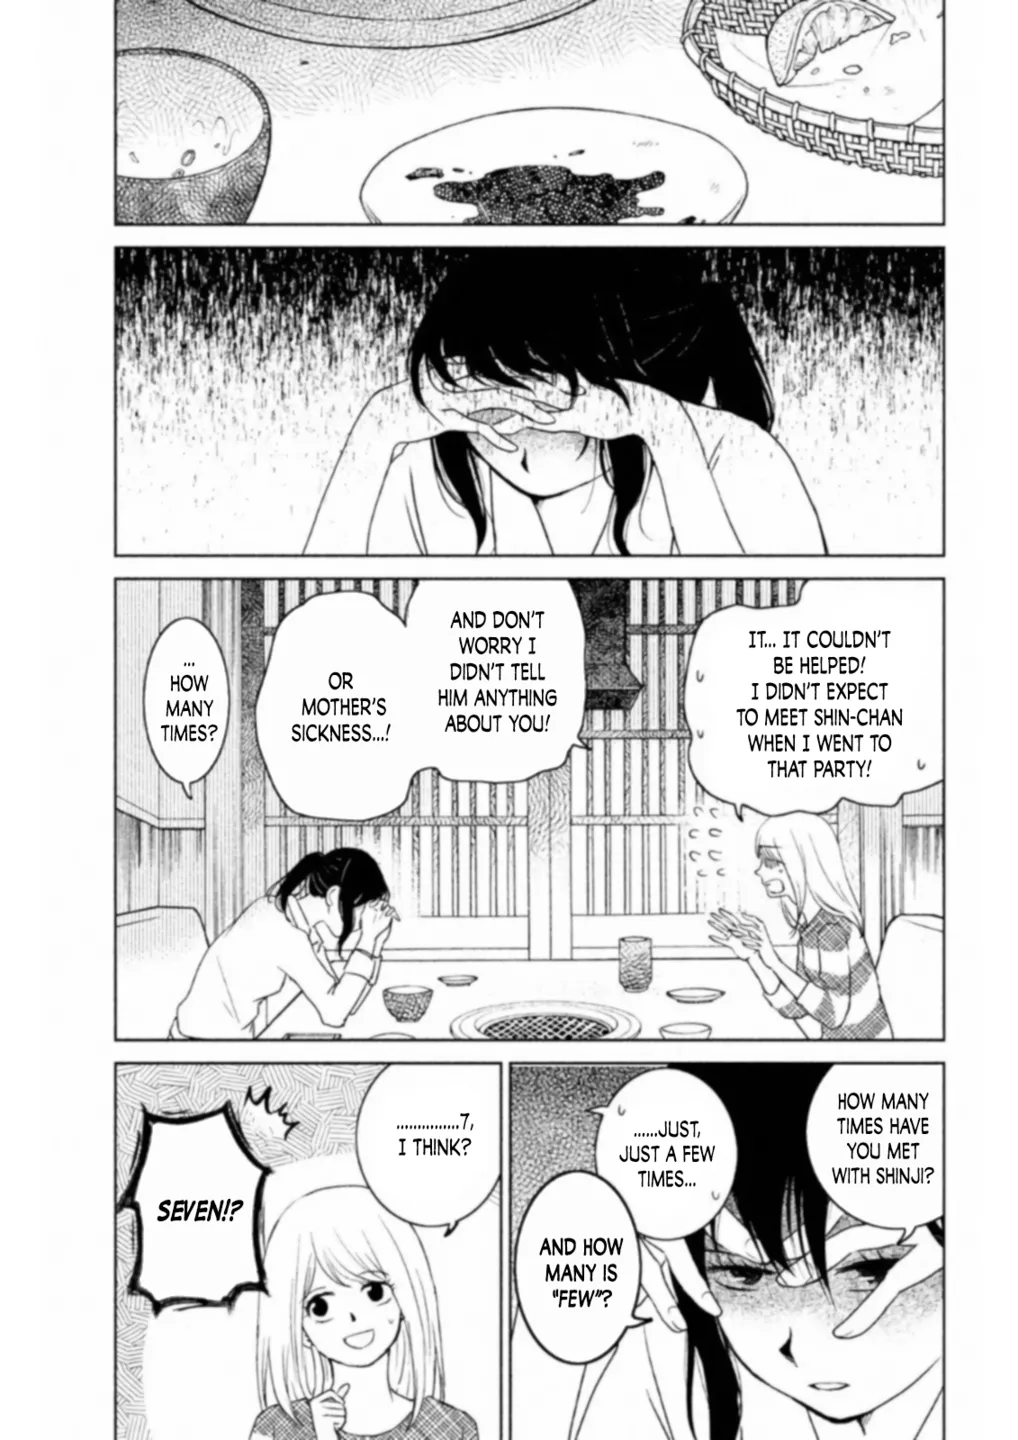 IT... IT COULDN'T
BE HELPED!
I DIDN'T EXPECT
TO MEET SHIN-CHAN
WHEN I WENT TO
THAT PARTY!
AND DON'T
WORRY I
DIDN'T TELL
HIM ANYTHING
ABOUT YOU!
OR
MOTHER'S
SICKNESS...!
...
HOW
MANY
TIMES?
HOW MANY
TIMES HAVE
YOU MET
WITH SHINJI?
......JUST,
JUST A FEW
TIMES...
AND HOW
MANY IS
"FEW"?
...............7,
I THINK?
SEVEN!?